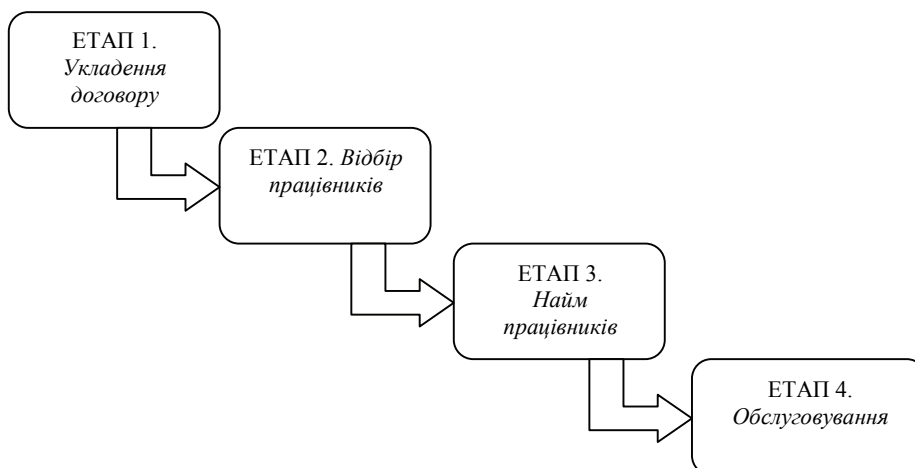 ЕТАП 1.
Укладення
договору
ЕТАП 2. Відбір
працівників
ЕТАП 3.
Найм
працівників
ЕТАП 4.
Обслуговування